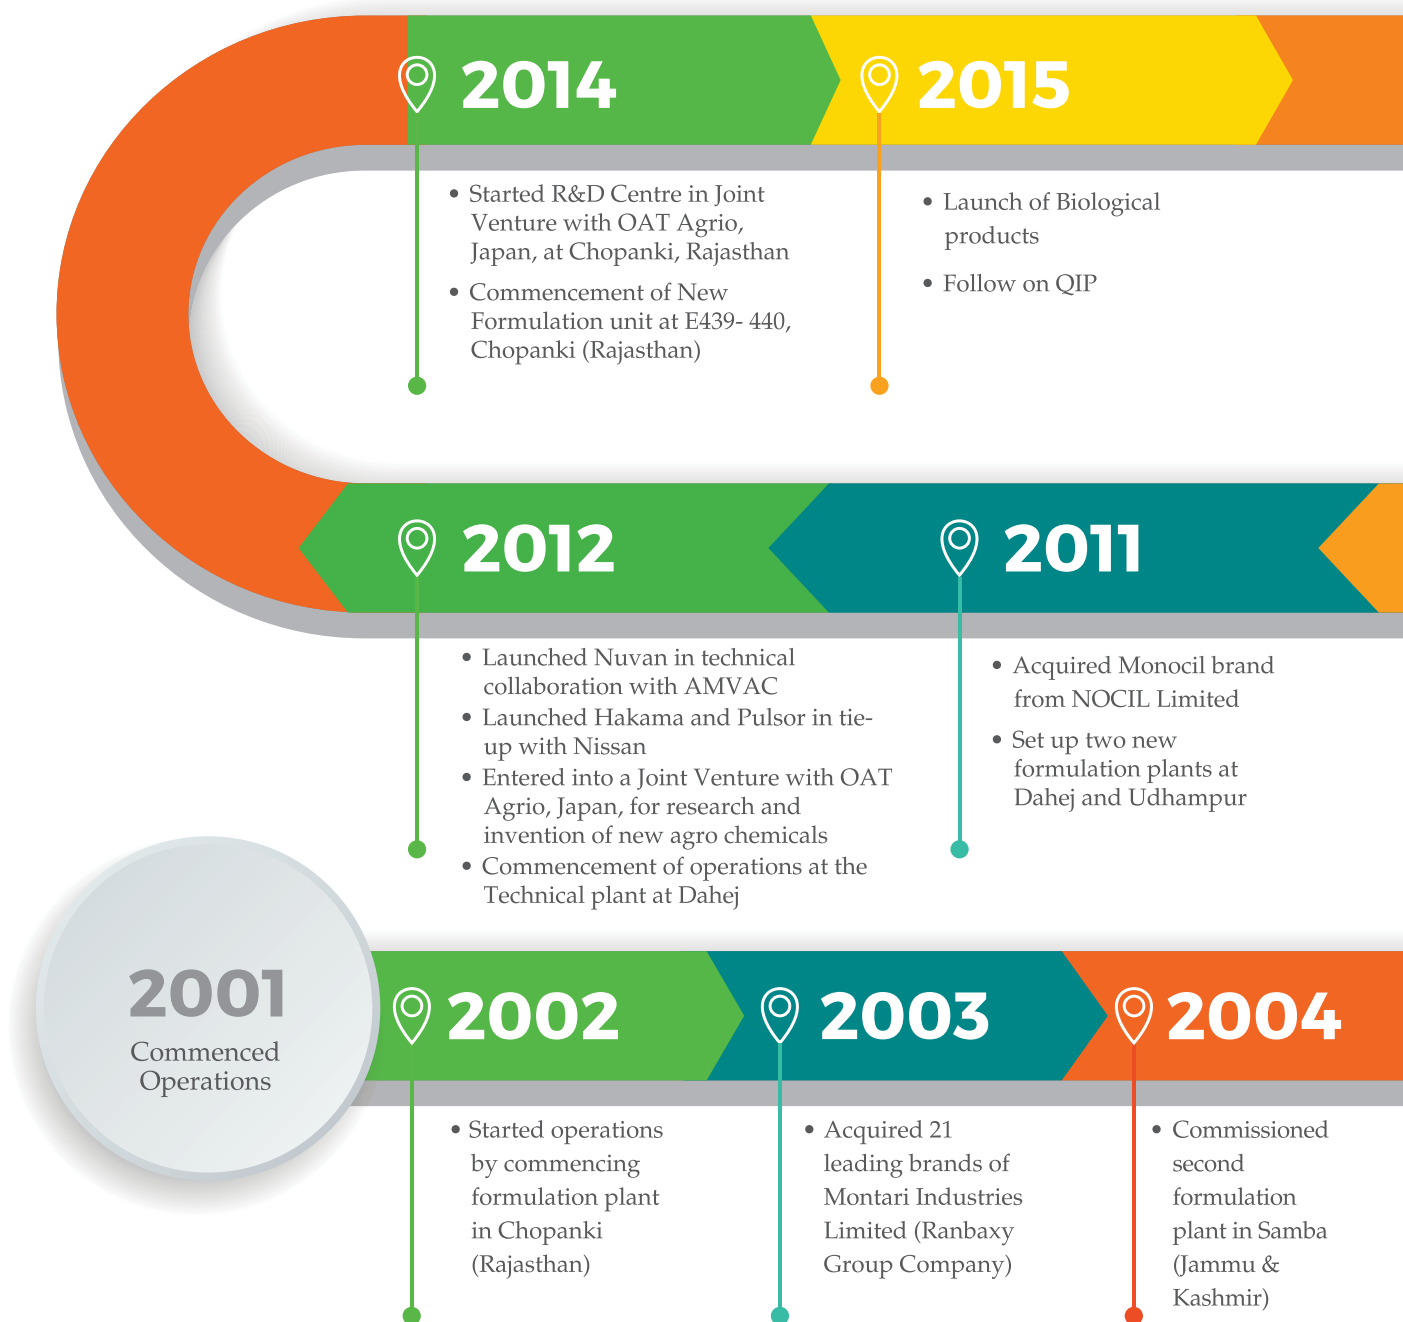 2014
• Started R&D Centre in Joint
Venture with OAT Agrio,
Japan, at Chopanki, Rajasthan
• Commencement of New
Formulation unit at E439- 440,
Chopanki (Rajasthan)
2015
• Launch of Biological
products
• Follow on QIP
2012
• Launched Nuvan in technical
collaboration with AMVAC
• Launched Hakama and Pulsor in tie-
up with Nissan
• Entered into a Joint Venture with OAT
Agrio, Japan, for research and
invention of new agro chemicals
• Commencement of operations at the
Technical plant at Dahej
2011
• Acquired Monocil brand
from NOCIL Limited
• Set up two new
formulation plants at
Dahej and Udhampur
2001
Commenced
Operations
2002
• Started operations
by commencing
formulation plant
in Chopanki
(Rajasthan)
2003
• Acquired 21
leading brands of
Montari Industries
Limited (Ranbaxy
Group Company)
2004
• Commissioned
second
formulation
plant in Samba
(Jammu &
Kashmir)